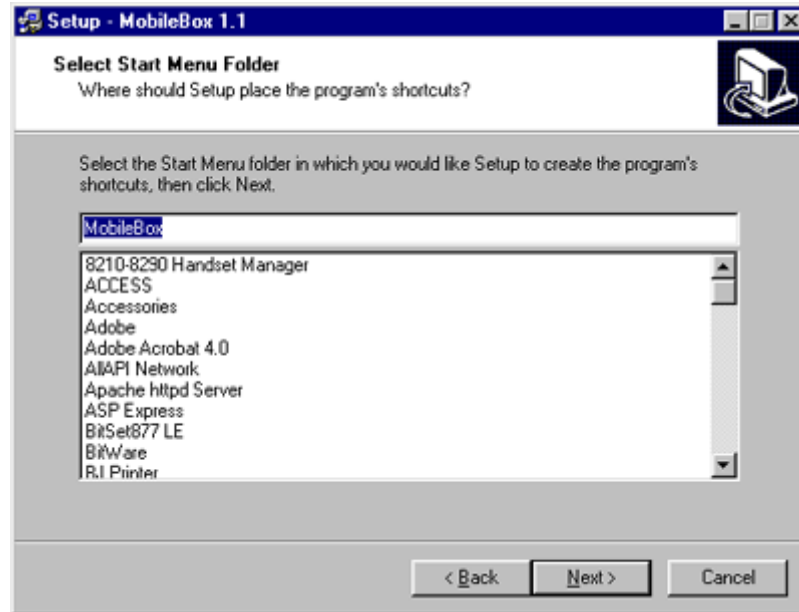 Setup - MobileBox 1.1
Select Start Menu Folder
Where should Setup place the program's shortcuts?
Select the Start Menu folder in which you would like Setup to create the program's
shortcuts, then click Next.
MobileBox
8210-8290 Handset Manager
ACCESS
Accessories
Adobe
Adobe Acrobat 4.0
AllAPI Network
Apache httpd Server
ASP Express
BitSet877 LE
BitWare
BJ Printer
< Back
Next >
Cancel